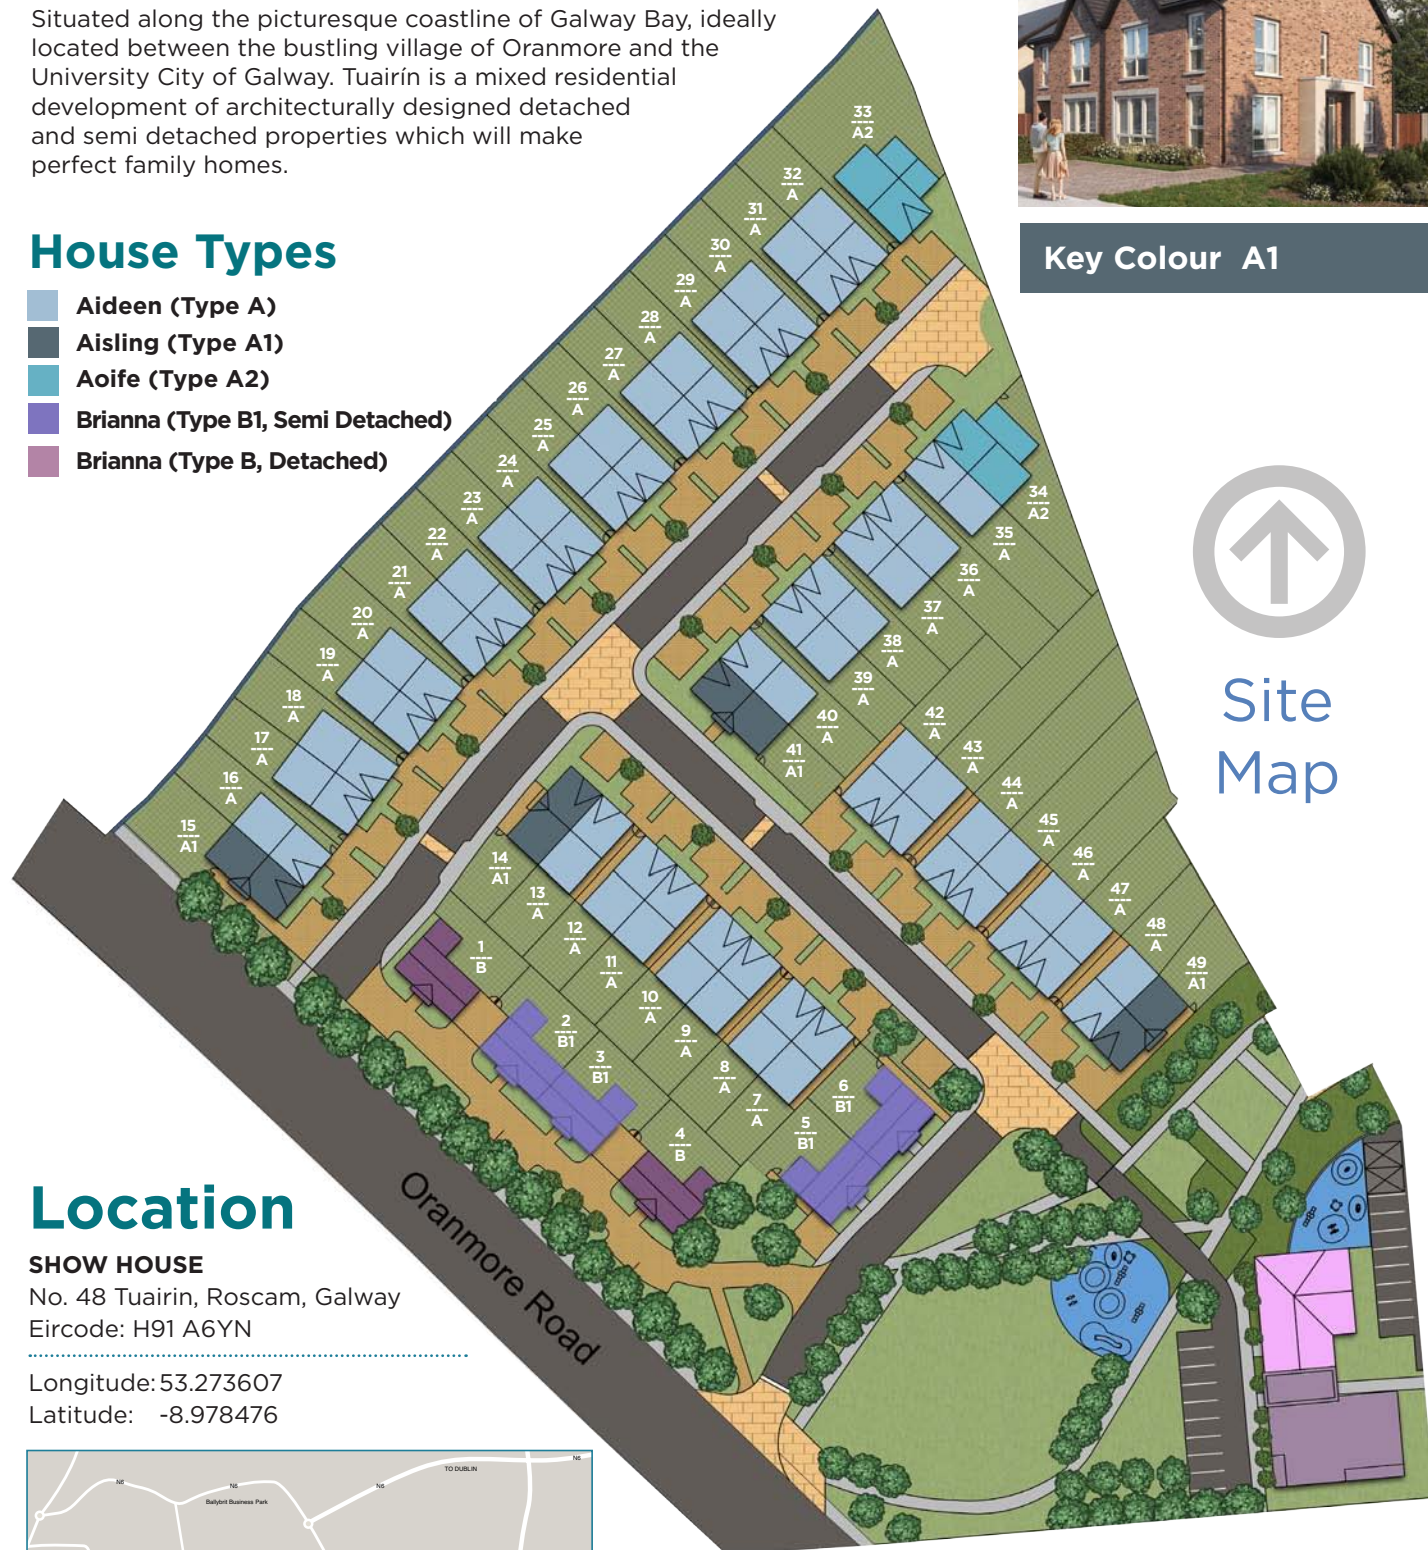 Situated along the picturesque coastline of Galway Bay, ideally
located between the bustling village of Oranmore and the
University City of Galway. Tuairín is a mixed residential
development of architecturally designed detached
and semi detached properties which will make
perfect family homes.
House Types
Aideen (Type A)
Aisling (Type A1)
Aoife (Type A2)
Brianna (Type B1, Semi Detached)
Brianna (Type B, Detached)
Key Colour A1
Site
Map
33
A2
32
A
31
A
30
A
29
A
28
A
27
A
26
A
25
A
24
A
23
A
22
A
21
A
20
A
19
A
18
A
17
A
16
A
15
A1
34
A2
35
A
36
A
37
A
38
A
39
A
40
A
41
A1
42
A
43
A
44
A
45
A
46
A
47
A
48
A
49
A1
14
A1
13
A
12
A
11
A
10
A
9
A
8
A
7
A
6
B1
5
B1
1
B
2
B1
3
B1
4
B
Oranmore Road
Location
SHOW HOUSE
No. 48 Tuairin, Roscam, Galway
Eircode: H91 A6YN
Longitude: 53.273607
Latitude: -8.978476
N6
N6
N6
TO DUBLIN
N6
Ballybrit Business Park